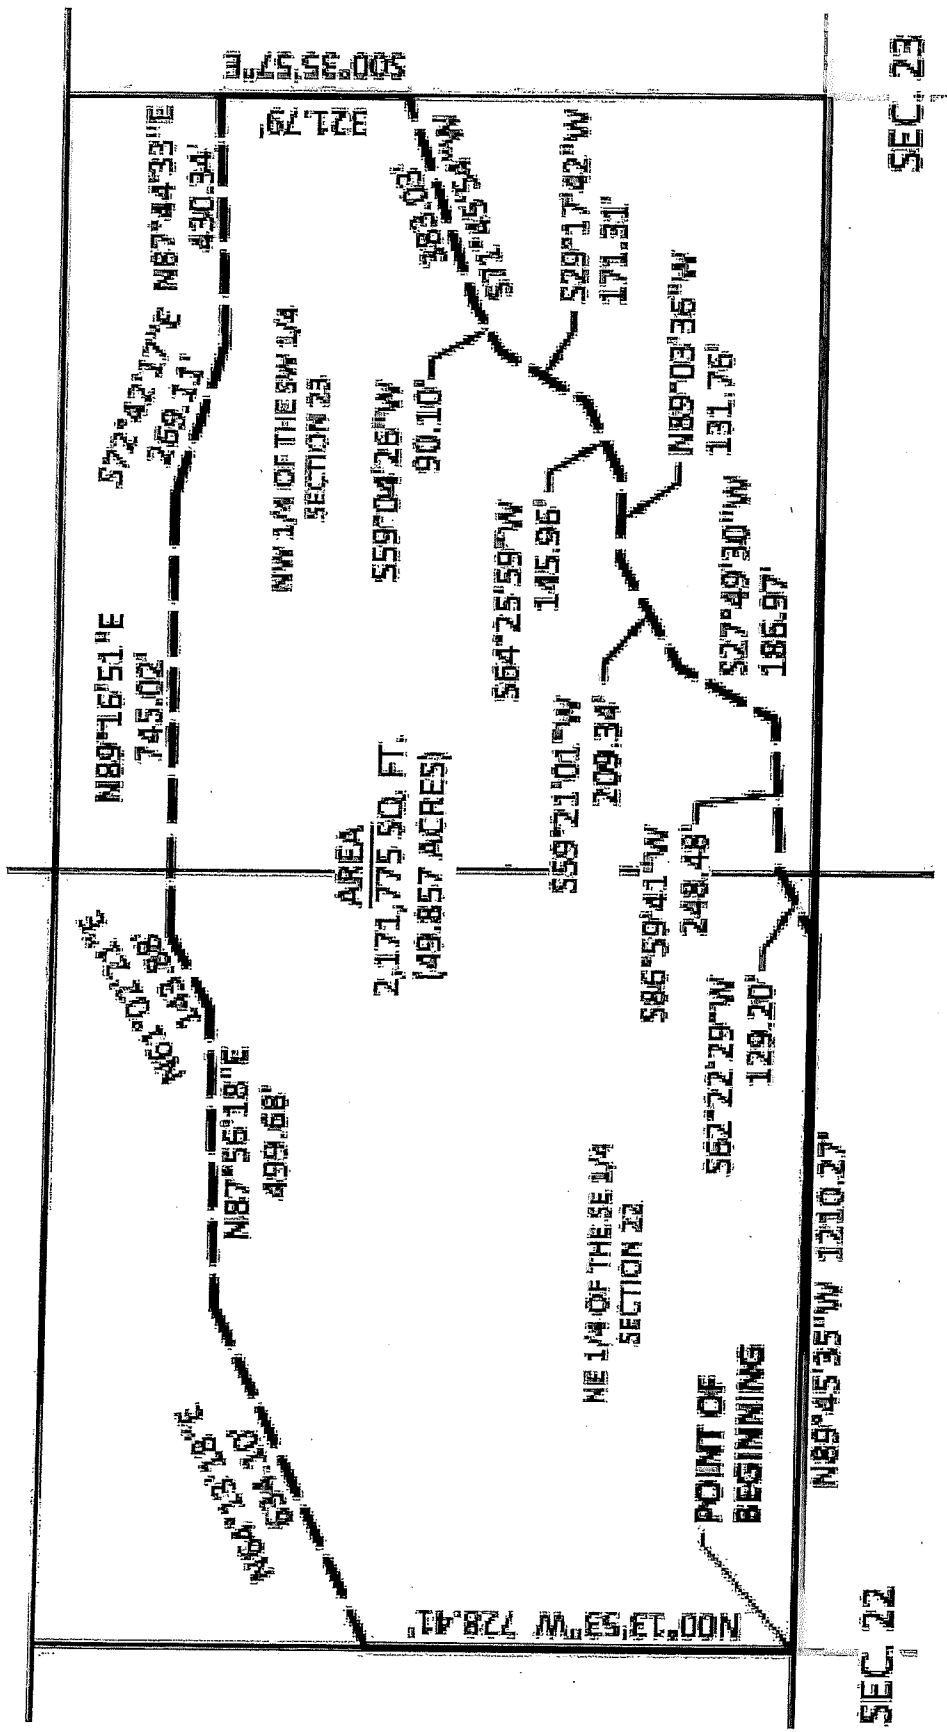 SEC. 22
SEC. 23
POINT OF
BEGINNING
N00°13'53"W 728.41'
N64°13'18"E
634.10'
N87°56'18"E
499.68'
N61°01'21"E
143.88'
N89°16'51"E
745.02'
S72°42'17"E
269.11'
N87°44'33"E
430.34'
S00°35'57"E
321.79'
383.03'
S71°45'54"W
S59°04'26"W
90.10'
S29°17'42"W
171.31'
S64°25'59"W
145.96'
N89°03'36"W
131.76'
S59°21'01"W
209.34'
S27°49'30"W
186.97'
S86°59'41"W
248.48'
S62°22'29"W
129.20'
N89°45'35"W 1210.27'
AREA
2,171,775 SQ. FT.
(49.857 ACRES)
NW 1/4 OF THE SW 1/4
SECTION 23
NE 1/4 OF THE SE 1/4
SECTION 22